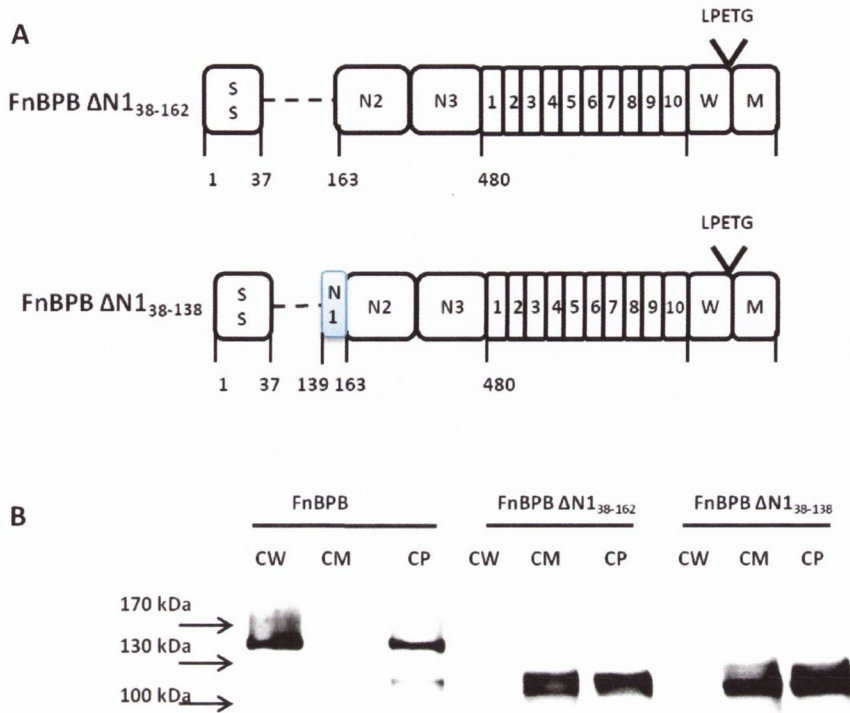 A
LPETG
FnBPB ΔN1₃₈₋₁₆₂
S S N2 N3 1 2 3 4 5 6 7 8 9 10 W M
1 37 163 480
LPETG
FnBPB ΔN1₃₈₋₁₃₈
S S N 1 N2 N3 1 2 3 4 5 6 7 8 9 10 W M
1 37 139 163 480
B
FnBPB FnBPB ΔN1₃₈₋₁₆₂ FnBPB ΔN1₃₈₋₁₃₈
CW CM CP CW CM CP CW CM CP
170 kDa
130 kDa
100 kDa